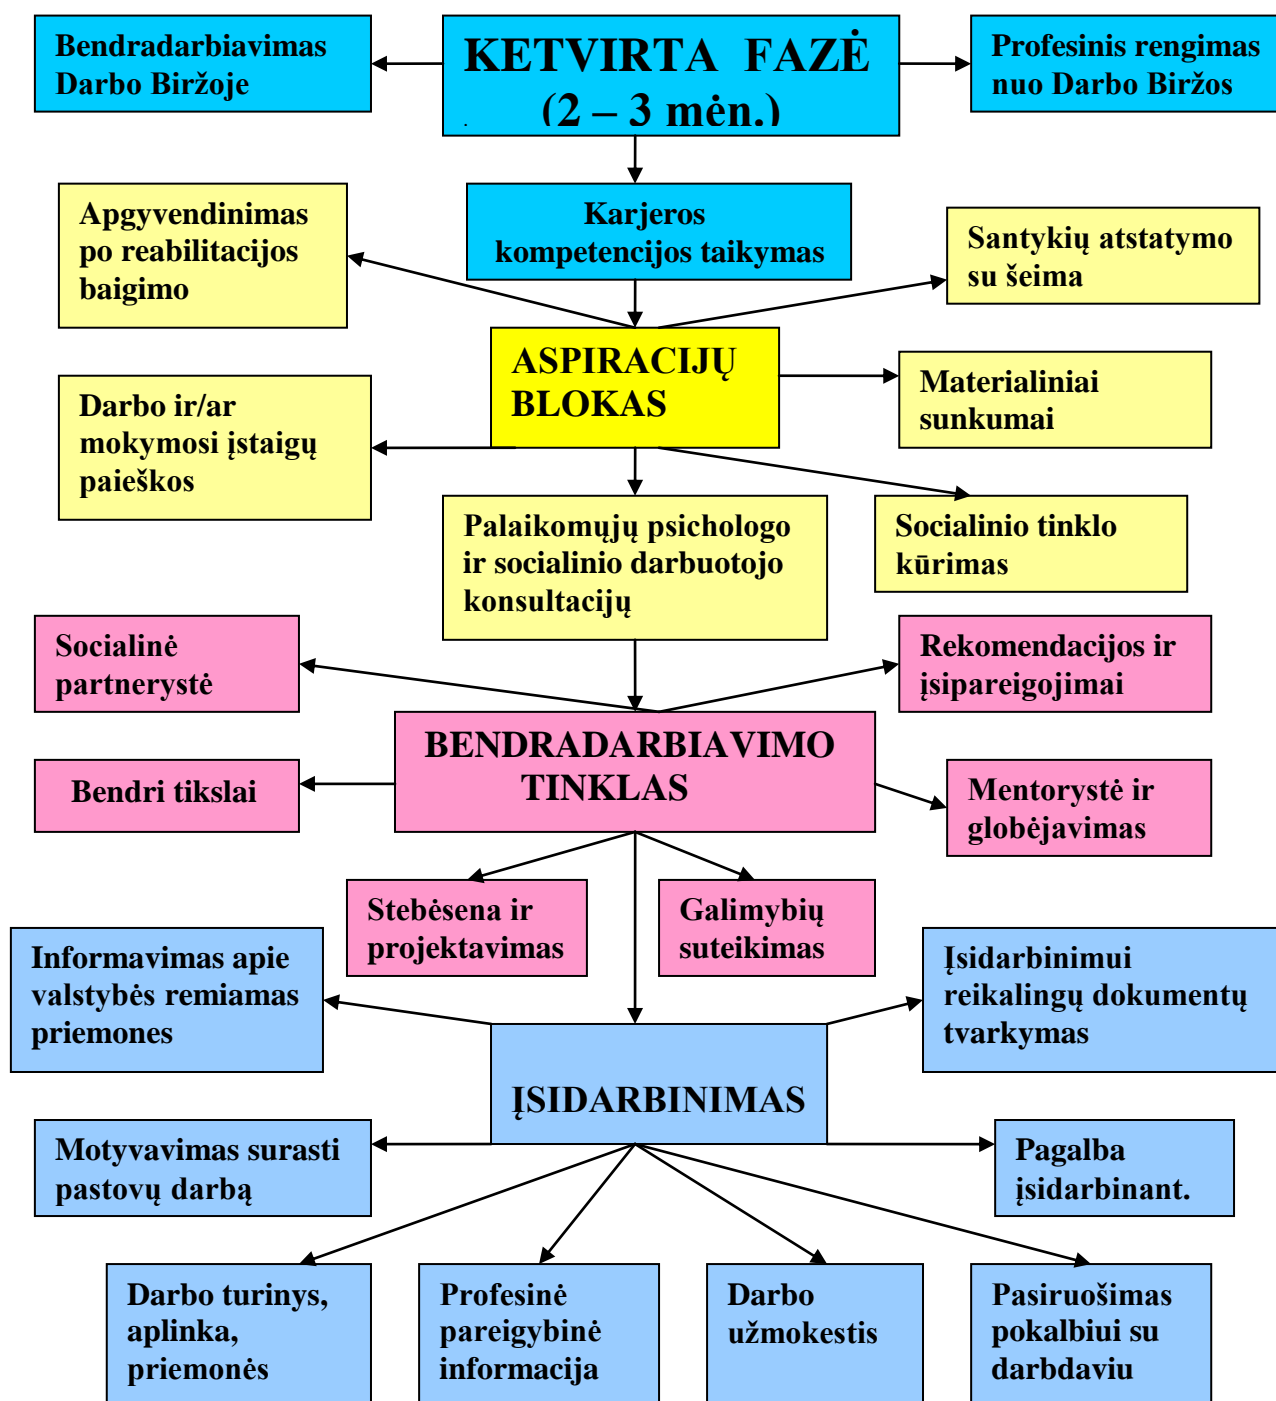 Bendradarbiavimas
Darbo Biržoje
KETVIRTA FAZĖ
(2 – 3 mėn.)
Profesinis rengimas
nuo Darbo Biržos
Karjeros
kompetencijos taikymas
Apgyvendinimas
po reabilitacijos
baigimo
Santykių atstatymo
su šeima
ASPIRACIJŲ
BLOKAS
Materialiniai
sunkumai
Darbo ir/ar
mokymosi įstaigų
paieškos
Palaikomųjų psichologo
ir socialinio darbuotojo
konsultacijų
Socialinio tinklo
kūrimas
Socialinė
partnerystė
Rekomendacijos ir
įsipareigojimai
BENDRADARBIAVIMO
TINKLAS
Bendri tikslai
Mentorystė ir
globėjavimas
Stebėsena ir
projektavimas
Galimybių
suteikimas
Informavimas apie
valstybės remiamas
priemones
Įsidarbinimui
reikalingų dokumentų
tvarkymas
ĮSIDARBINIMAS
Motyvavimas surasti
pastovų darbą
Pagalba
įsidarbinant.
Darbo turinys,
aplinka,
priemonės
Profesinė
pareigybinė
informacija
Darbo
užmokestis
Pasiruošimas
pokalbiui su
darbdaviu